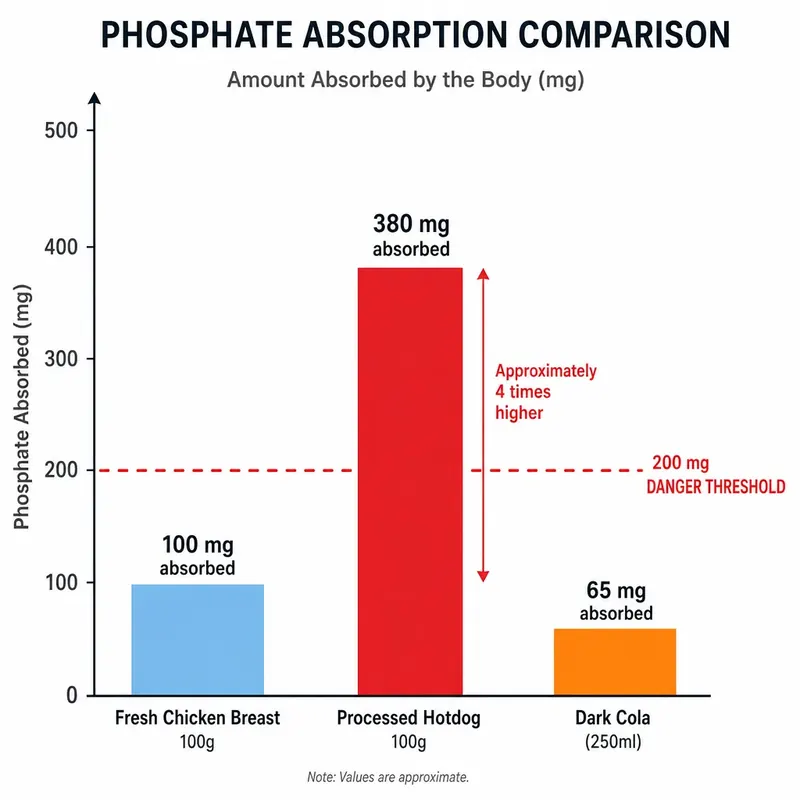 PHOSPHATE ABSORPTION COMPARISON
Amount Absorbed by the Body (mg)
Phosphate Absorbed (mg)
500
400
300
200
100
0
100 mg
absorbed
380 mg
absorbed
65 mg
absorbed
Approximately
4 times
higher
200 mg
DANGER THRESHOLD
Fresh Chicken Breast
100g
Processed Hotdog
100g
Dark Cola
(250ml)
Note: Values are approximate.